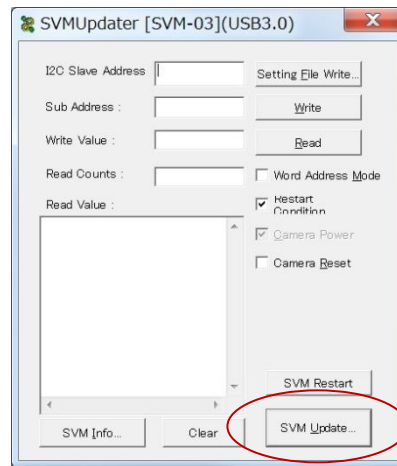 SVMUpdater [SVM-03](USB3.0)
I2C Slave Address
Setting File Write...
Sub Address :
Write
Write Value :
Read
Read Counts :
Word Address Mode
Read Value :
Restart
Condition
Camera Power
Camera Reset
SVM Restart
SVM Info...
Clear
SVM Update...